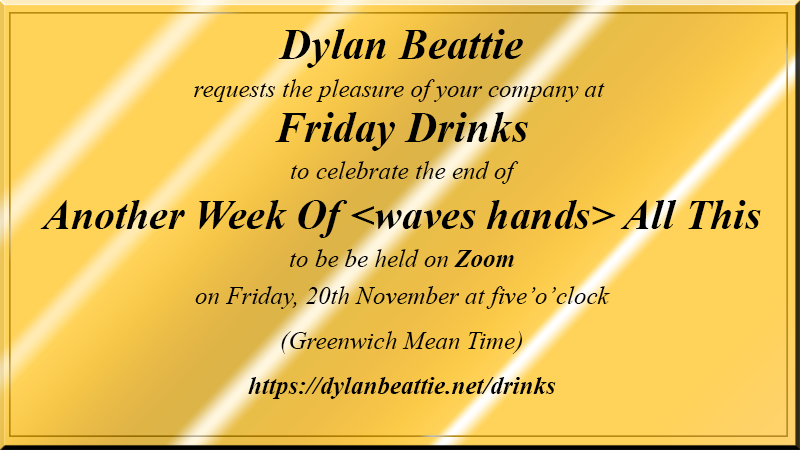 Dylan Beattie
requests the pleasure of your company at
Friday Drinks
to celebrate the end of
Another Week Of <waves hands> All This
to be be held on Zoom
on Friday, 20th November at five’o’clock
(Greenwich Mean Time)
https://dylanbeattie.net/drinks